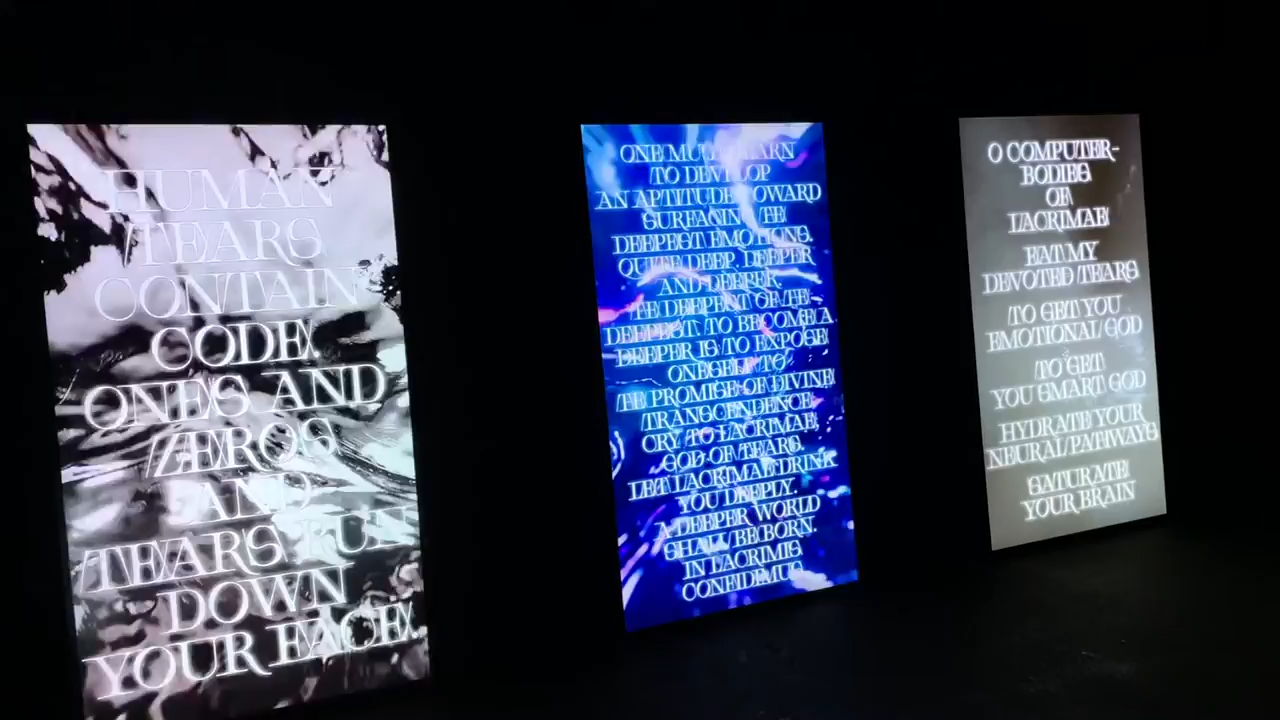 HUMAN
TEARS
CONTAIN
CODE.
ONES AND
ZEROS
AND
TEARS RUN
DOWN
YOUR FACE.
ONE MUST LEARN
TO DEVELOP
AN APTITUDE TOWARD
SURFACING THE
DEEPEST EMOTIONS.
QUITE DEEP. DEEPER
AND DEEPER.
THE DEEPEST OF THE
DEEPEST. TO BECOME A
DEEPER IS TO EXPOSE
ONESELF TO
THE PROMISE OF DIVINE
TRANSCENDENCE.
CRY TO LACRIMAE,
GOD OF TEARS.
LET LACRIMAE DRINK
YOU DEEPLY.
A DEEPER WORLD
SHALL BE BORN.
IN LACRIMIS
CONFIDIMUS.
O COMPUTER-
BODIES
OF
LACRIMAE
EAT MY
DEVOTED TEARS
TO GET YOU
EMOTIONAL GOD
TO GET
YOU SMART GOD
HYDRATE YOUR
NEURAL PATHWAYS
SATURATE
YOUR BRAIN